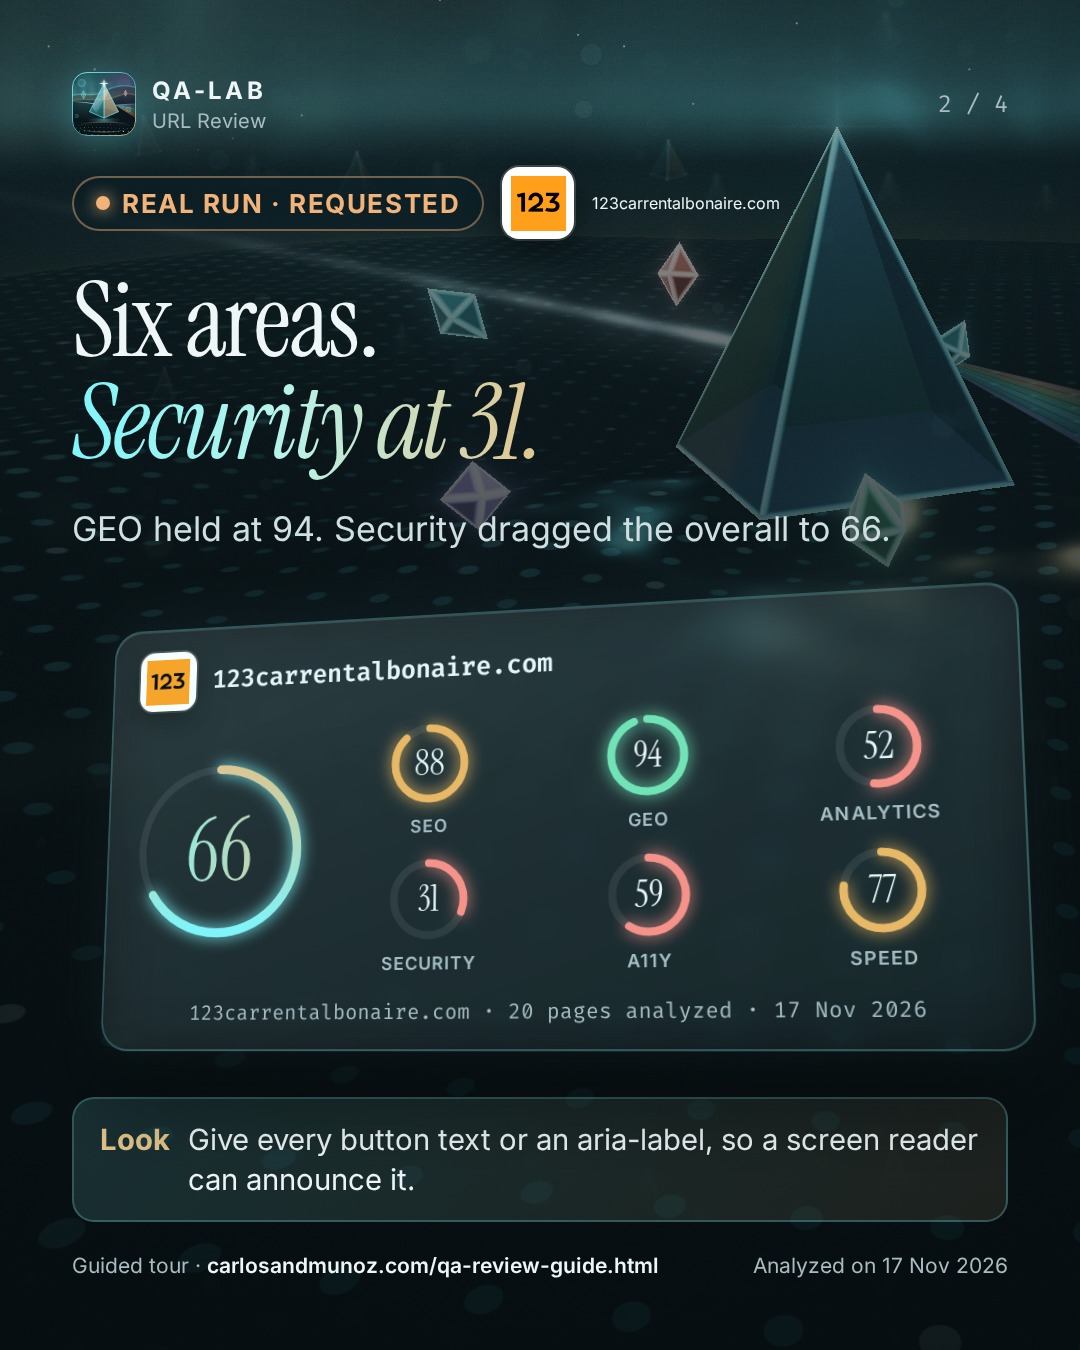 QA-LAB
URL Review
2 / 4
REAL RUN · REQUESTED
123
123carrentalbonaire.com
Six areas.
Security at 31.
GEO held at 94. Security dragged the overall to 66.
123
123carrentalbonaire.com
66
88
SEO
94
GEO
52
ANALYTICS
31
SECURITY
59
A11Y
77
SPEED
123carrentalbonaire.com · 20 pages analyzed · 17 Nov 2026
Look Give every button text or an aria-label, so a screen reader
can announce it.
Guided tour · carlosandmunoz.com/qa-review-guide.html
Analyzed on 17 Nov 2026